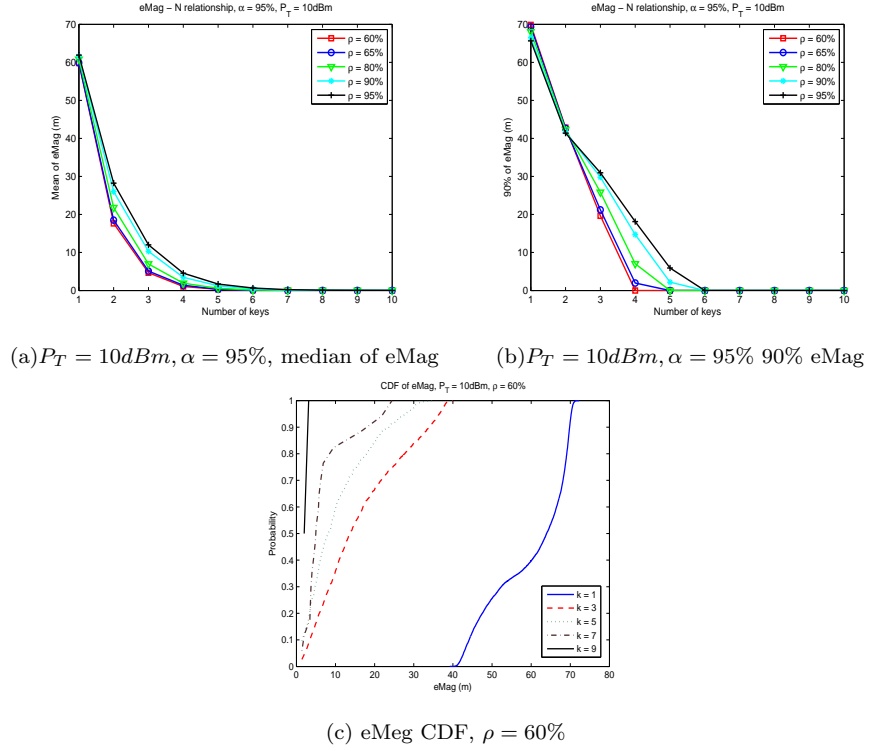 eMag – N relationship, α = 95%, P_T = 10dBm
70
60
50
40
30
20
10
0
Mean of eMag (m)
1 2 3 4 5 6 7 8 9 10
Number of keys
ρ = 60%
ρ = 65%
ρ = 80%
ρ = 90%
ρ = 95%
(a)P_T = 10dBm, α = 95%, median of eMag
eMag – N relationship, α = 95%, P_T = 10dBm
70
60
50
40
30
20
10
0
90% of eMag (m)
1 2 3 4 5 6 7 8 9 10
Number of keys
ρ = 60%
ρ = 65%
ρ = 80%
ρ = 90%
ρ = 95%
(b)P_T = 10dBm, α = 95% 90% eMag
CDF of eMag, P_T = 10dBm, ρ = 60%
1
0.9
0.8
0.7
0.6
0.5
0.4
0.3
0.2
0.1
0
Probability
0 10 20 30 40 50 60 70 80
eMag (m)
k = 1
k = 3
k = 5
k = 7
k = 9
(c) eMeg CDF, ρ = 60%